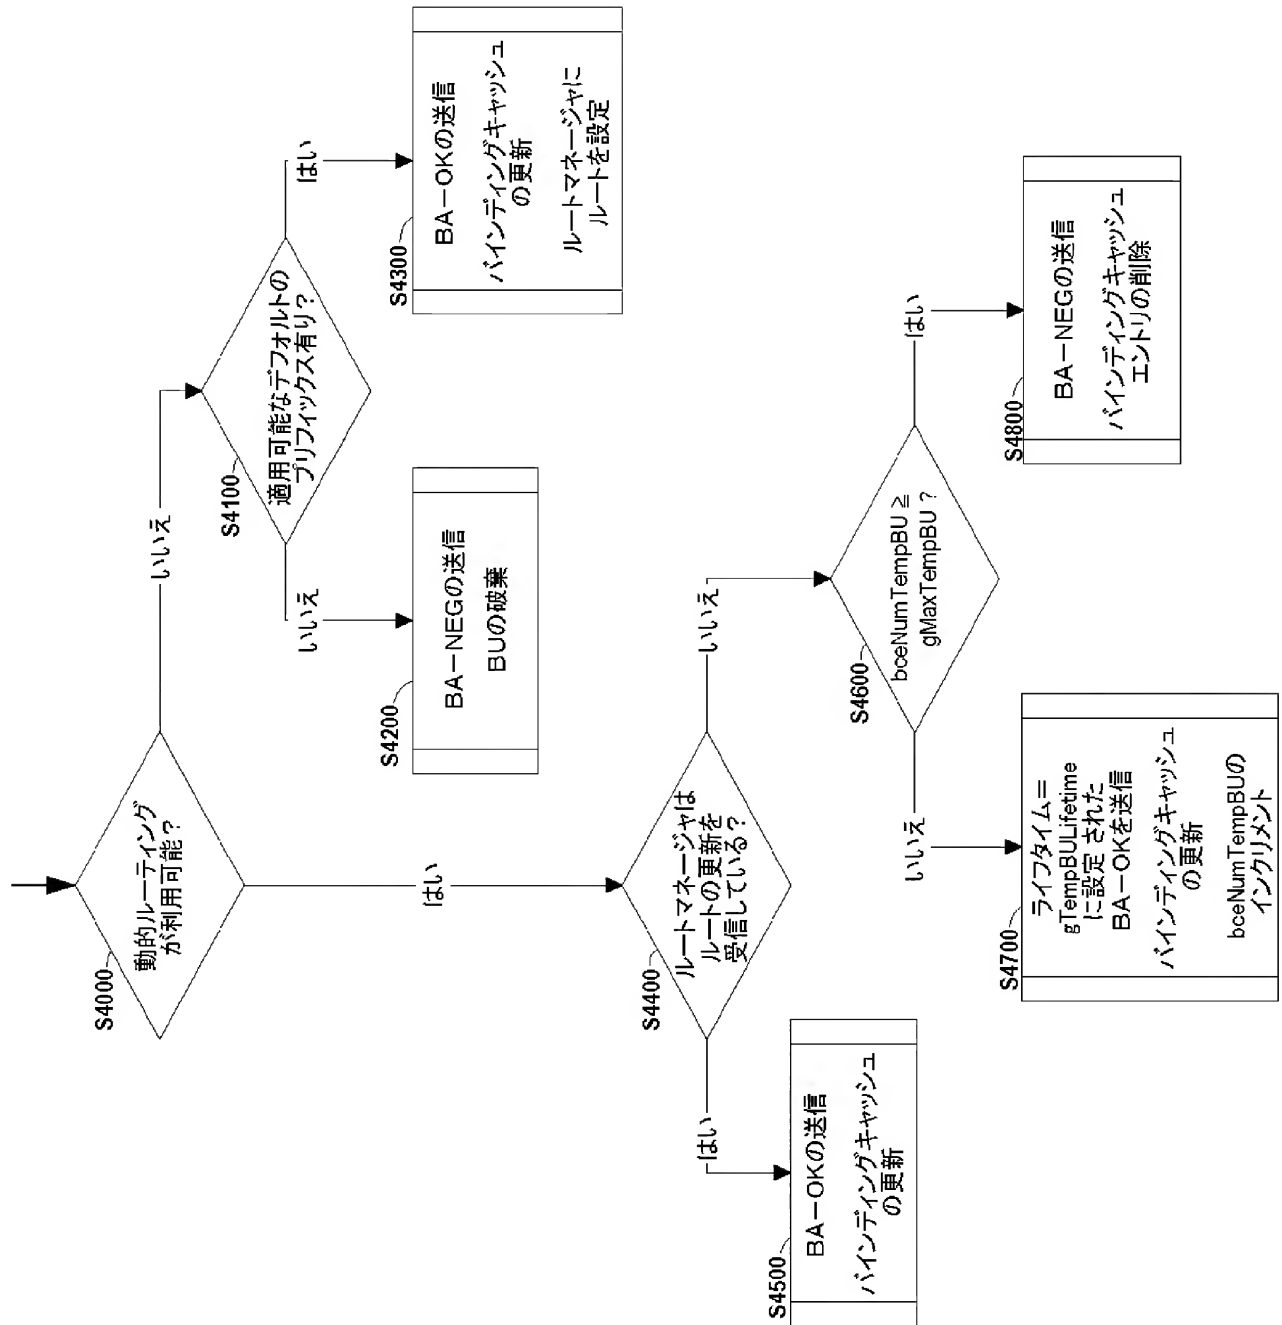 S4000
動的ルーティング
が利用可能？
いいえ
はい
S4100
適用可能なデフォルトの
プリフィックス有り？
いいえ
はい
S4200
BA－NEGの送信
BUの破棄
S4300
BA－OKの送信
バインディングキャッシュ
の更新
ルートマネージャに
ルートを設定
S4400
ルートマネージャは
ルートの更新を
受信している？
はい
いいえ
S4500
BA－OKの送信
バインディングキャッシュ
の更新
S4600
bceNumTempBU ≧
gMaxTempBU ?
いいえ
はい
S4700
ライフタイム＝
gTempBULifetime
に設定 された
BA－OKを送信
バインディングキャッシュ
の更新
bceNumTempBUの
インクリメント
S4800
BA－NEGの送信
バインディングキャッシュ
エントリの削除